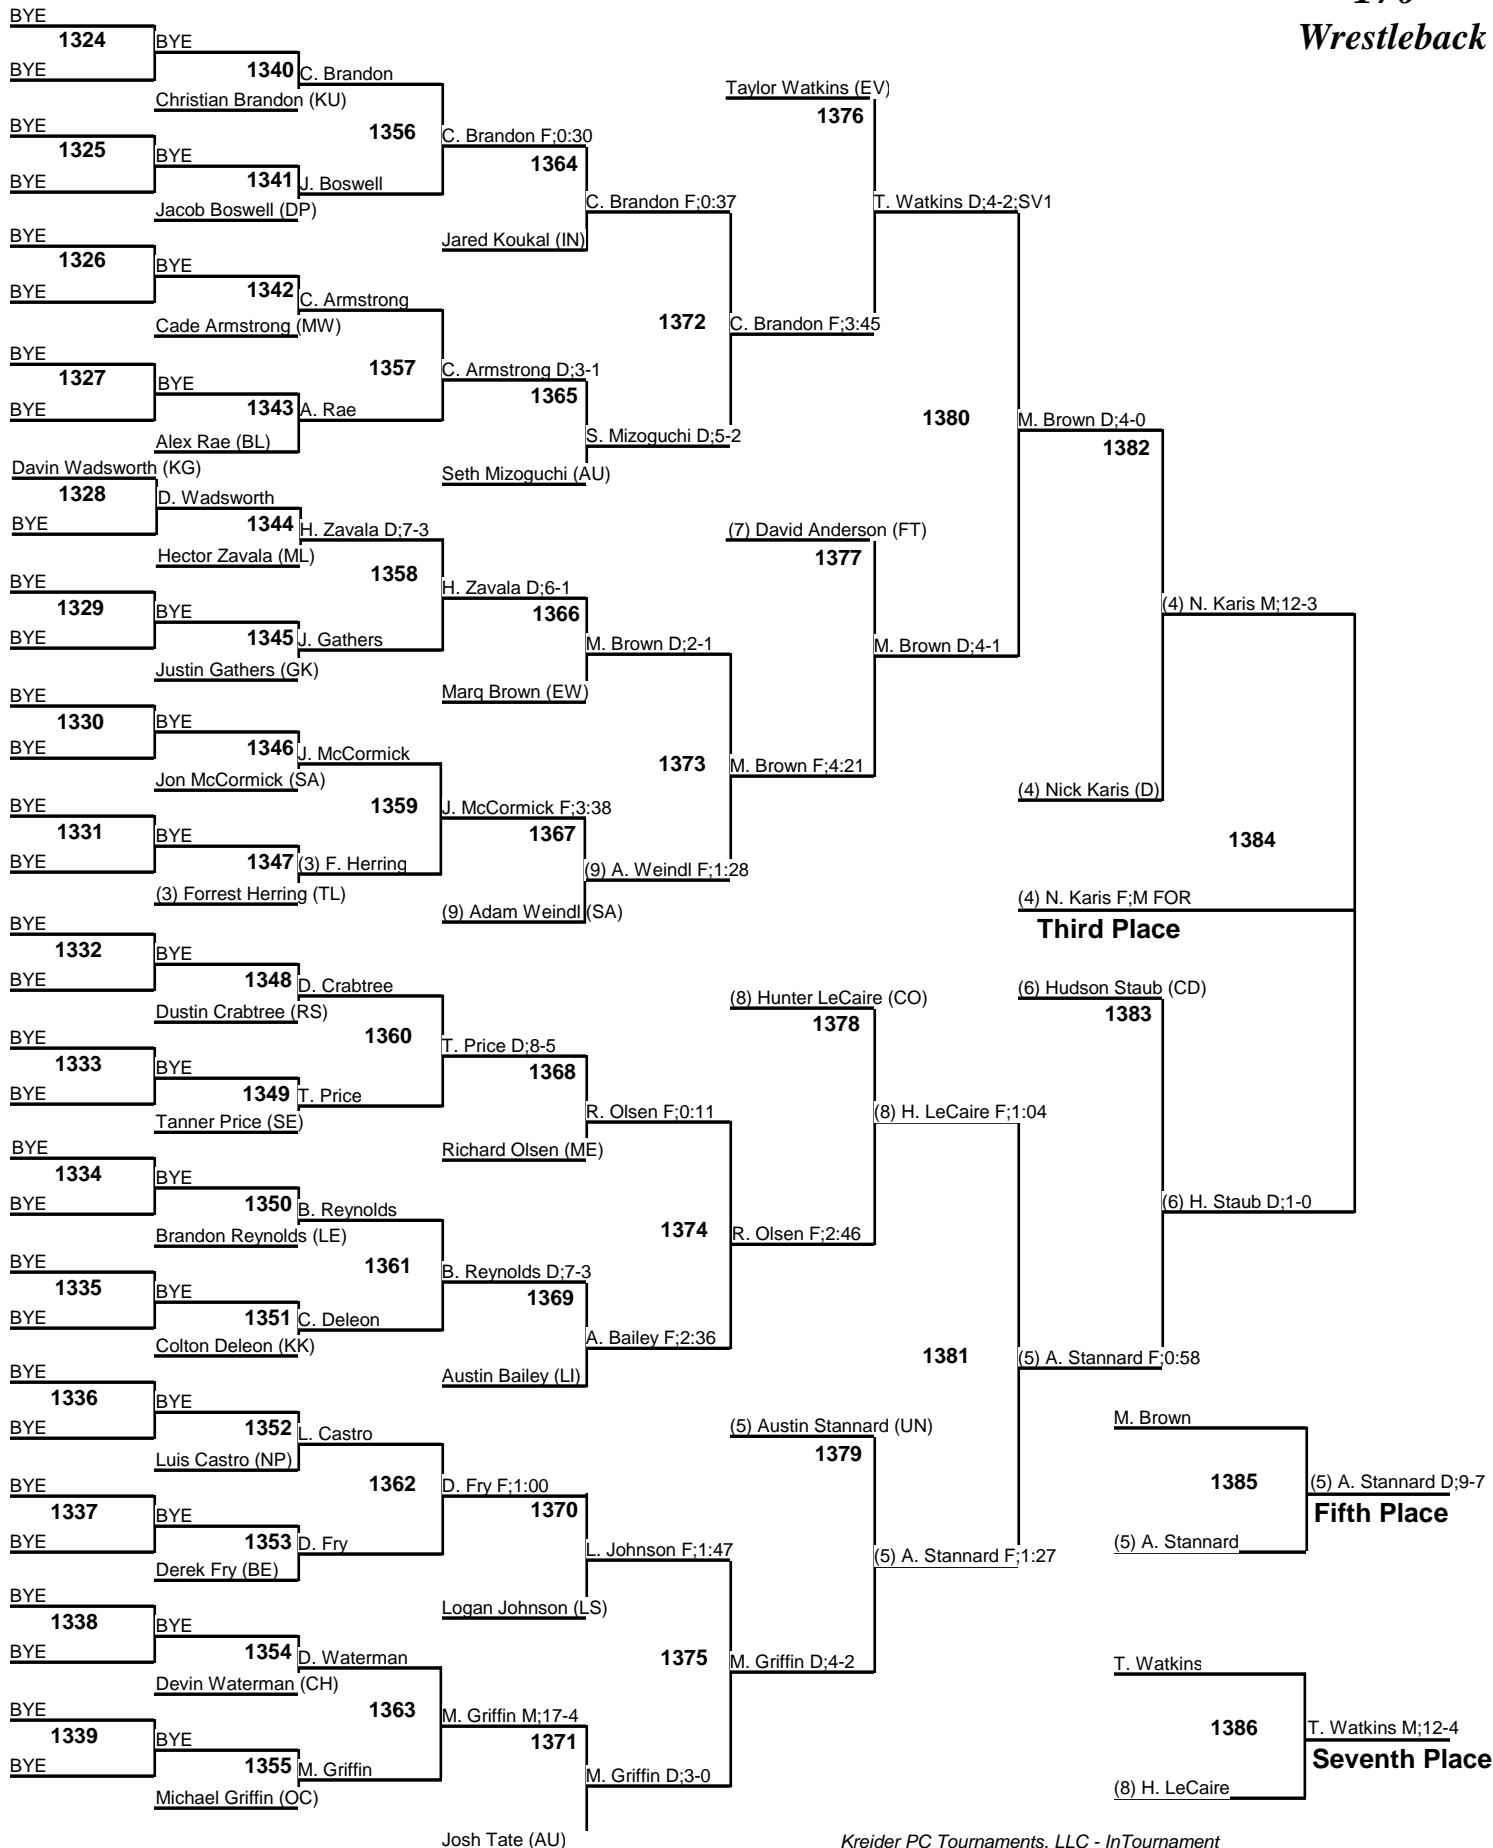 Wrestleback
BYE
1324
BYE
BYE
1340
C. Brandon
Christian Brandon (KU)
1356
BYE
1325
BYE
BYE
1341
J. Boswell
Jacob Boswell (DP)
C. Brandon F;0:30
1364
C. Brandon F;0:37
Jared Koukal (IN)
BYE
1326
BYE
BYE
1342
C. Armstrong
Cade Armstrong (MW)
1357
BYE
1327
BYE
BYE
1343
A. Rae
Alex Rae (BL)
C. Armstrong D;3-1
1365
S. Mizoguchi D;5-2
Seth Mizoguchi (AU)
1372
C. Brandon F;3:45
Taylor Watkins (EV)
1376
T. Watkins D;4-2;SV1
Davin Wadsworth (KG)
1328
BYE
D. Wadsworth
1344
H. Zavala D;7-3
Hector Zavala (ML)
1358
BYE
1329
BYE
BYE
1345
J. Gathers
Justin Gathers (GK)
H. Zavala D;6-1
1366
M. Brown D;2-1
Marq Brown (EW)
BYE
1330
BYE
BYE
1346
J. McCormick
Jon McCormick (SA)
1359
BYE
1331
BYE
BYE
1347
(3) F. Herring
(3) Forrest Herring (TL)
J. McCormick F;3:38
1367
(9) A. Weindl F;1:28
(9) Adam Weindl (SA)
1373
M. Brown F;4:21
(7) David Anderson (FT)
1377
M. Brown D;4-1
1380
M. Brown D;4-0
1382
(4) Nick Karis (D)
(4) N. Karis M;12-3
1384
(4) N. Karis F;M FOR
Third Place
BYE
1332
BYE
BYE
1348
D. Crabtree
Dustin Crabtree (RS)
1360
BYE
1333
BYE
BYE
1349
T. Price
Tanner Price (SE)
T. Price D;8-5
1368
R. Olsen F;0:11
Richard Olsen (ME)
BYE
1334
BYE
BYE
1350
B. Reynolds
Brandon Reynolds (LE)
1361
BYE
1335
BYE
BYE
1351
C. Deleon
Colton Deleon (KK)
B. Reynolds D;7-3
1369
A. Bailey F;2:36
Austin Bailey (LI)
1374
R. Olsen F;2:46
(8) Hunter LeCaire (CO)
1378
(8) H. LeCaire F;1:04
BYE
1336
BYE
BYE
1352
L. Castro
Luis Castro (NP)
1362
BYE
1337
BYE
BYE
1353
D. Fry
Derek Fry (BE)
D. Fry F;1:00
1370
L. Johnson F;1:47
Logan Johnson (LS)
BYE
1338
BYE
BYE
1354
D. Waterman
Devin Waterman (CH)
1363
BYE
1339
BYE
BYE
1355
M. Griffin
Michael Griffin (OC)
M. Griffin M;17-4
1371
M. Griffin D;3-0
Josh Tate (AU)
1375
M. Griffin D;4-2
(5) Austin Stannard (UN)
1379
(5) A. Stannard F;1:27
1381
(5) A. Stannard F;0:58
(6) Hudson Staub (CD)
1383
(6) H. Staub D;1-0
M. Brown
1385
(5) A. Stannard
(5) A. Stannard D;9-7
Fifth Place
T. Watkins
1386
(8) H. LeCaire
T. Watkins M;12-4
Seventh Place
Kreider PC Tournaments, LLC - InTournament